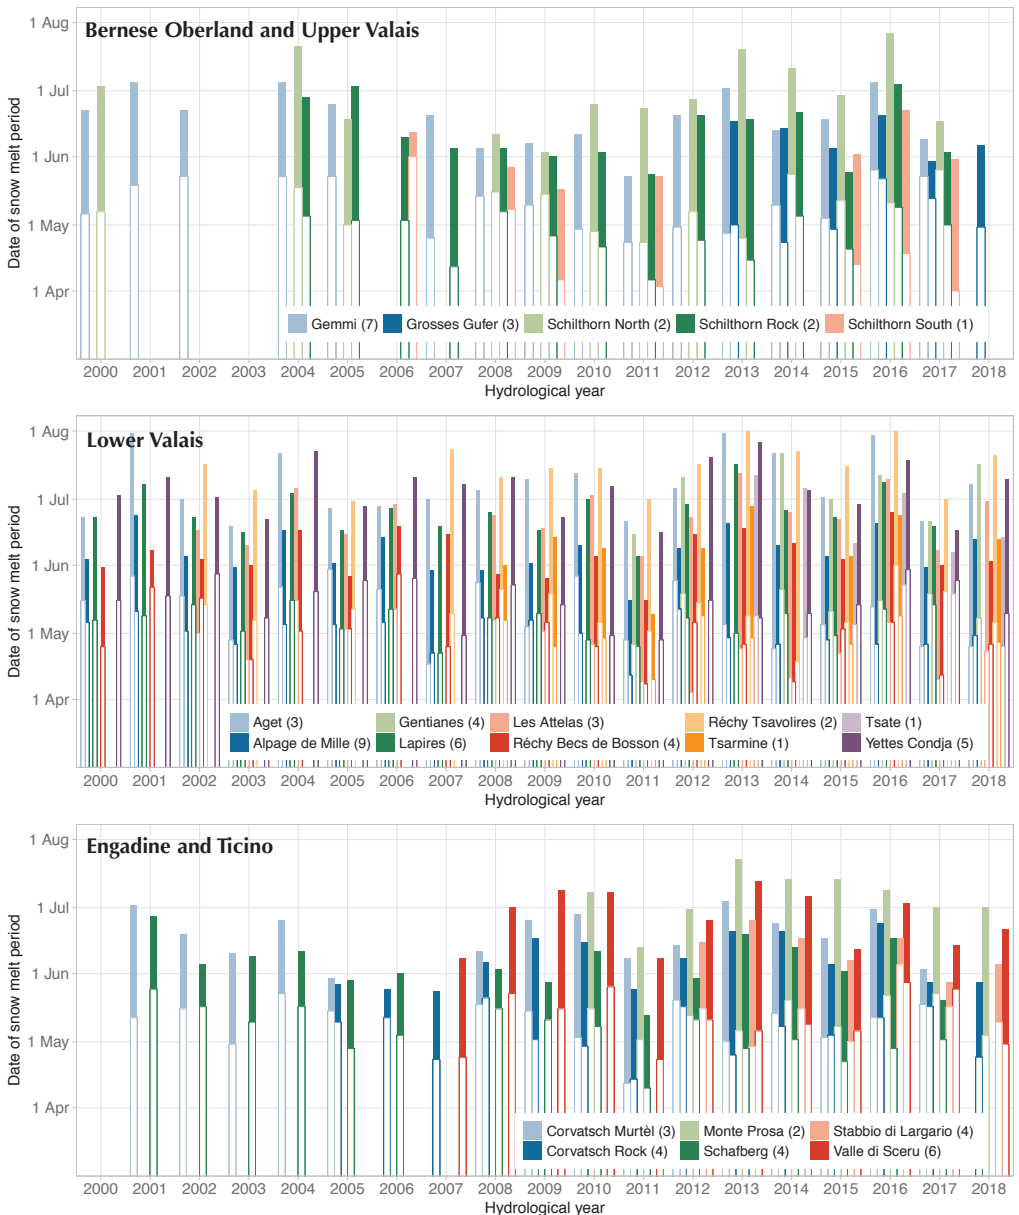 Bernese Oberland and Upper Valais
Date of snow melt period
1 Aug
1 Jul
1 Jun
1 May
1 Apr
Gemmi (7) Grosses Gufer (3) Schilthorn North (2) Schilthorn Rock (2) Schilthorn South (1)
2000 2001 2002 2003 2004 2005 2006 2007 2008 2009 2010 2011 2012 2013 2014 2015 2016 2017 2018
Hydrological year
Lower Valais
Date of snow melt period
1 Aug
1 Jul
1 Jun
1 May
1 Apr
Aget (3) Gentianes (4) Les Attelas (3) Réchy Tsavolires (2) Tsate (1)
Alpage de Mille (9) Lapires (6) Réchy Becs de Bosson (4) Tsarmine (1) Yettes Condja (5)
2000 2001 2002 2003 2004 2005 2006 2007 2008 2009 2010 2011 2012 2013 2014 2015 2016 2017 2018
Hydrological year
Engadine and Ticino
Date of snow melt period
1 Aug
1 Jul
1 Jun
1 May
1 Apr
Corvatsch Murtèl (3) Monte Prosa (2) Stabbio di Largario (4)
Corvatsch Rock (4) Schafberg (4) Valle di Sceru (6)
2000 2001 2002 2003 2004 2005 2006 2007 2008 2009 2010 2011 2012 2013 2014 2015 2016 2017 2018
Hydrological year